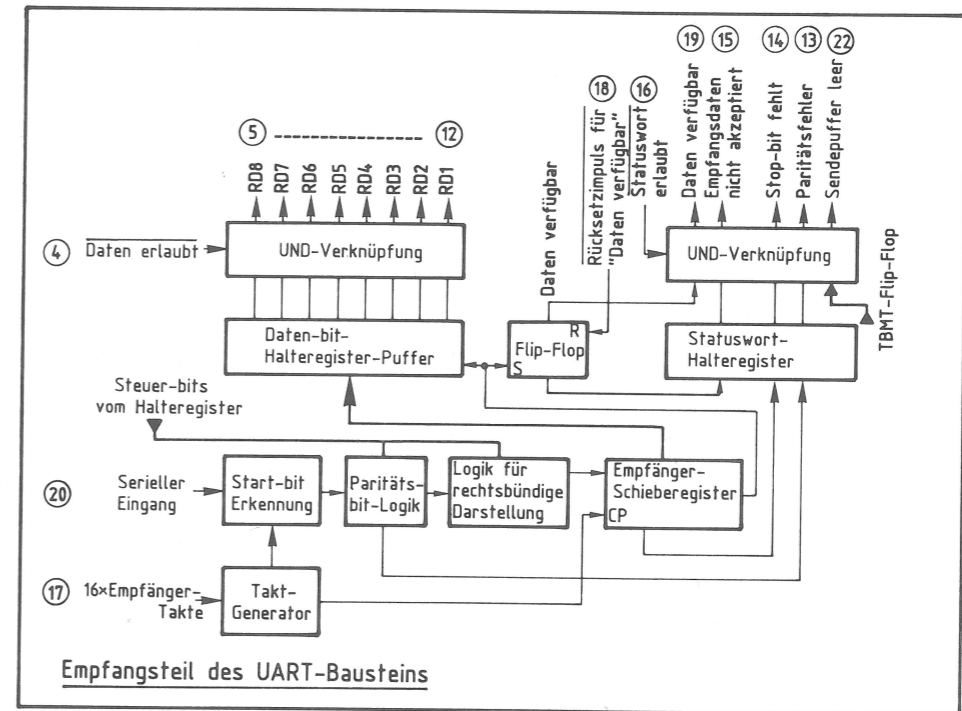 19 15 14 13 22
18 16
Daten verfügbar
Empfangsdaten
nicht akzeptiert
Stop-bit fehlt
Paritätsfehler
Sendepuffer leer
Rücksetzimpuls für
"Daten verfügbar"
Statuswort
erlaubt
5 12
RD8 RD7 RD6 RD5 RD4 RD3 RD2 RD1
Daten verfügbar
4 Daten erlaubt
UND-Verknüpfung
UND-Verknüpfung
TBMT-Flip-Flop
Daten-bit-
Halteregister-Puffer
R
Flip-Flop
S
Statuswort-
Halteregister
Steuer-bits
vom Halteregister
20 Serieller
Eingang
Start-bit
Erkennung
Paritäts-
bit-Logik
Logik für
rechtsbündige
Darstellung
Empfänger-
Schieberegister
CP
17 16×Empfänger-
Takte
Takt-
Generator
Empfangsteil des UART-Bausteins